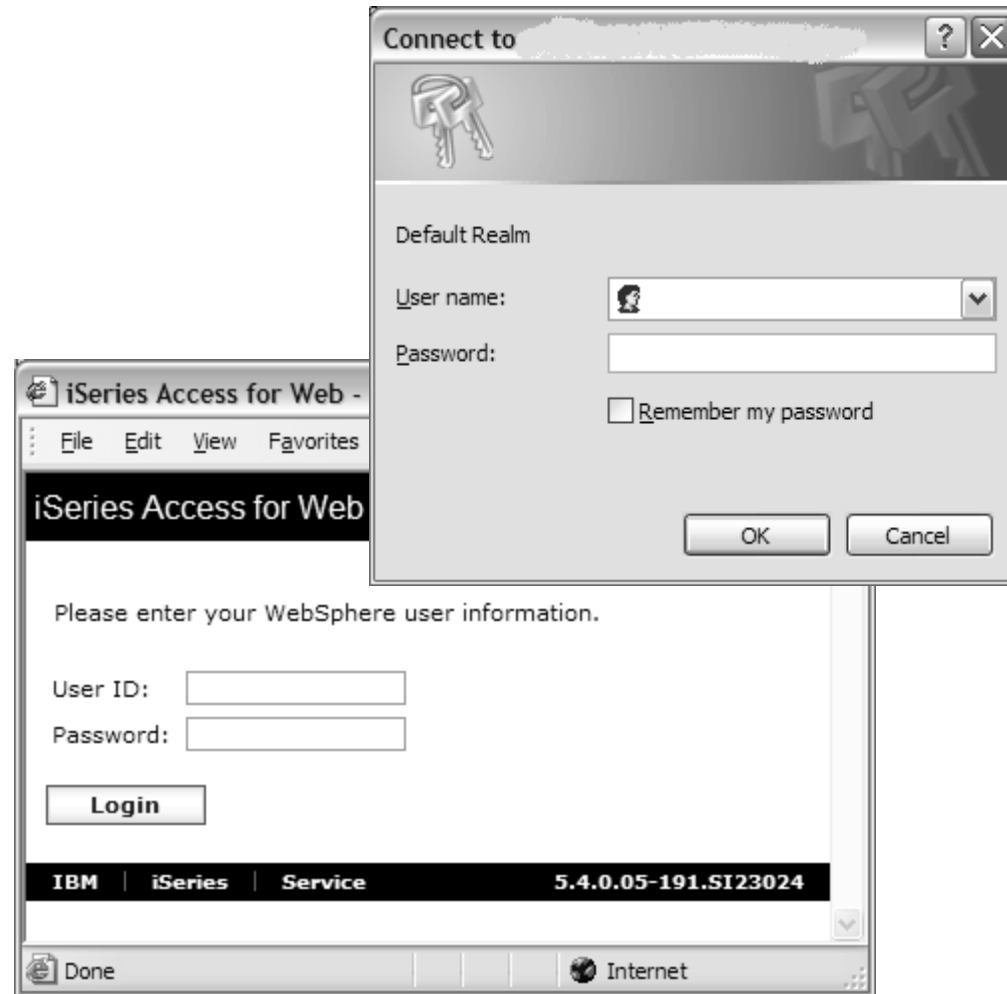 Connect to
?
Default Realm
User name:
Password:
Remember my password
OK Cancel
iSeries Access for Web -
File Edit View Favorites
iSeries Access for Web
Please enter your WebSphere user information.
User ID:
Password:
Login
IBM | iSeries | Service 5.4.0.05-191.SI23024
Done Internet